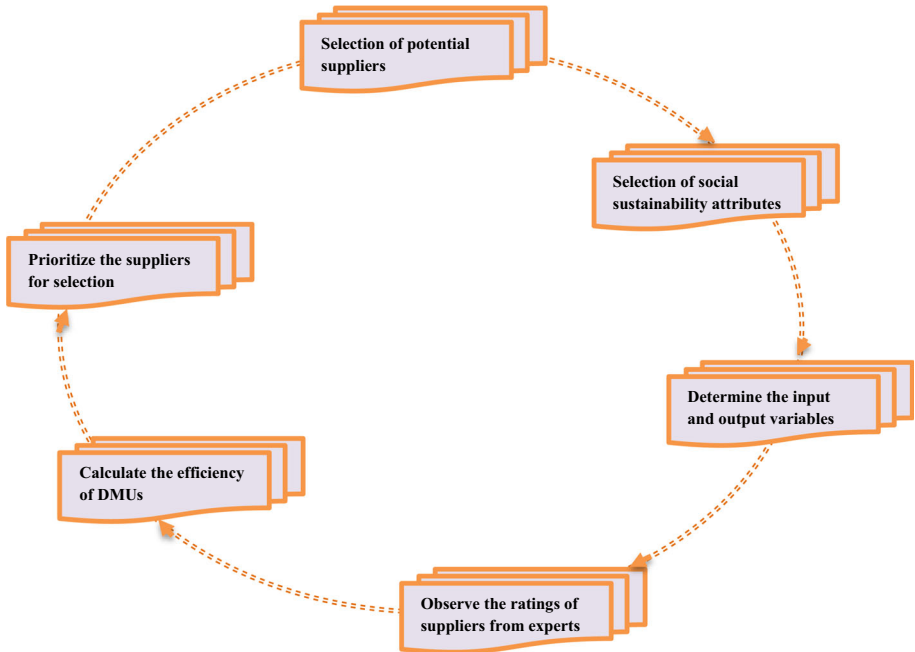 Selection of potential
suppliers
Selection of social
sustainability attributes
Determine the input
and output variables
Observe the ratings of
suppliers from experts
Calculate the efficiency
of DMUs
Prioritize the suppliers
for selection